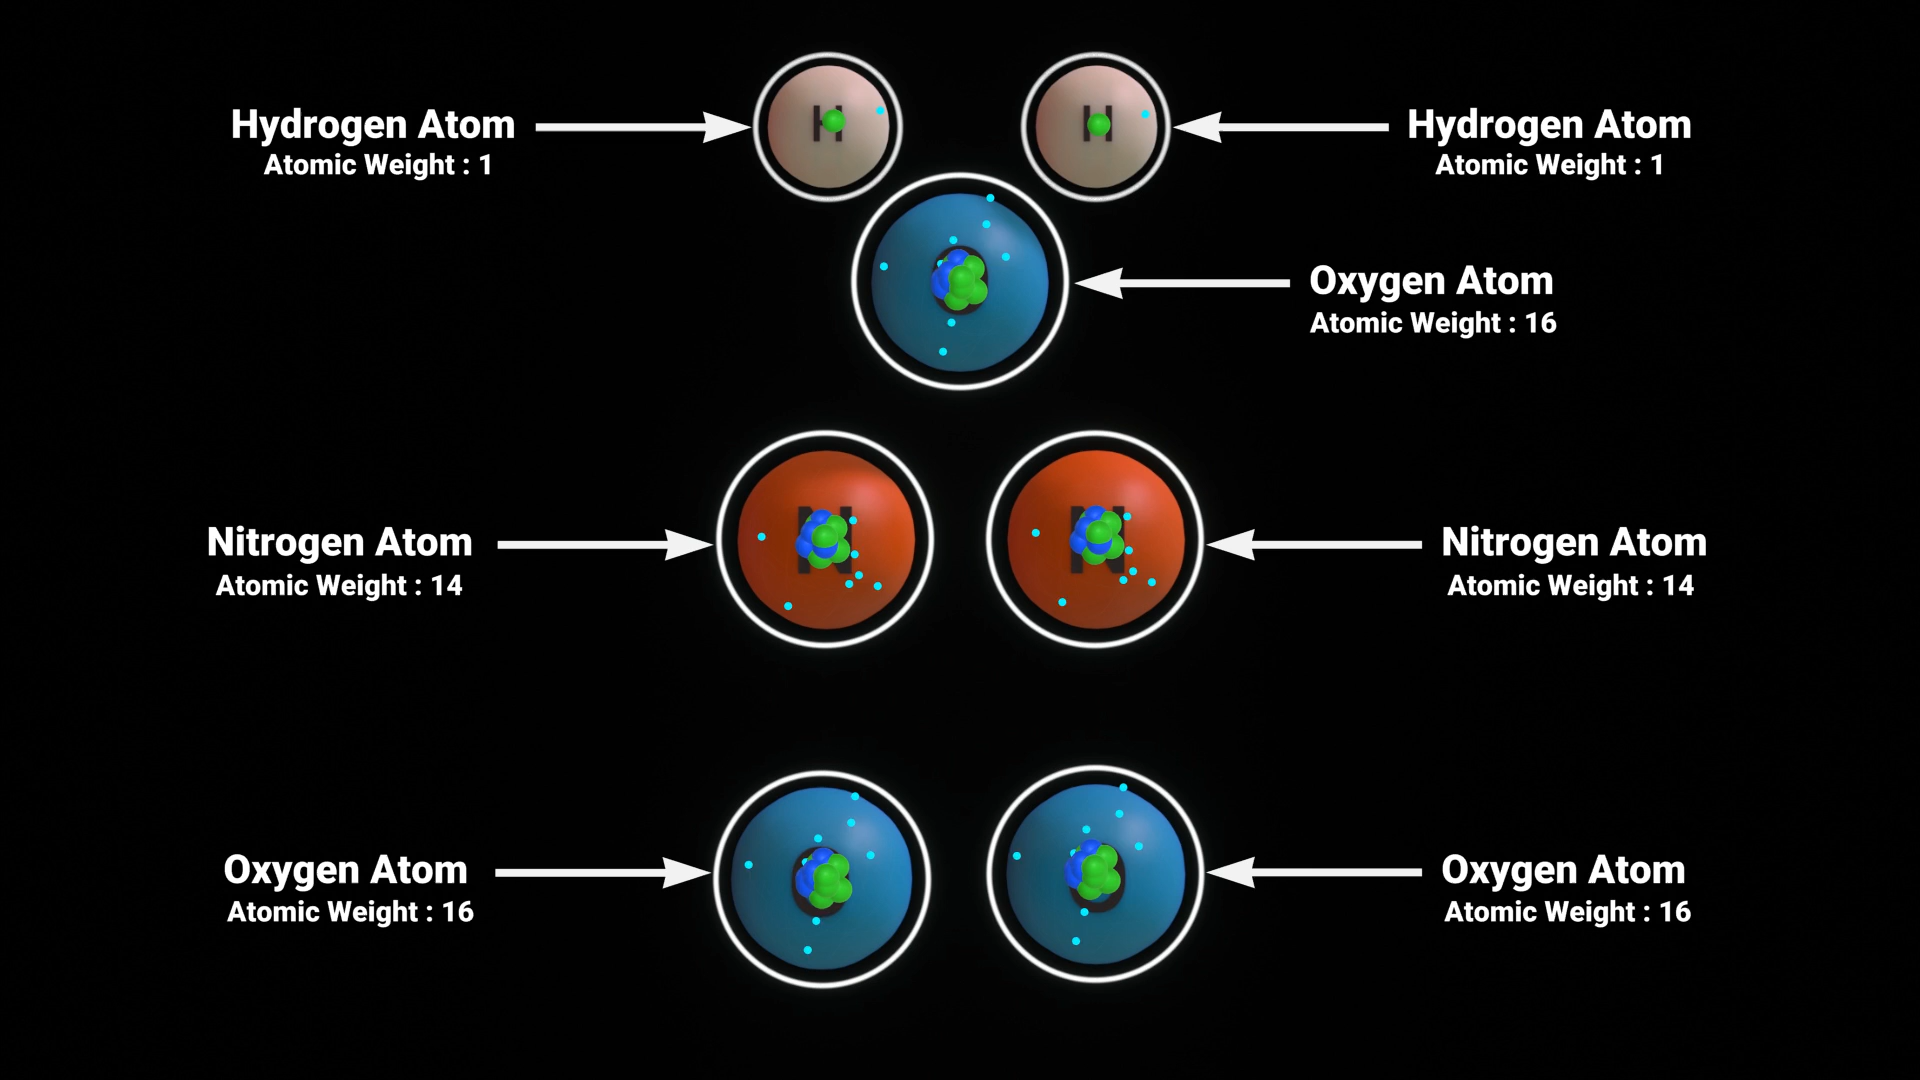 Hydrogen Atom
Atomic Weight : 1
H
H
Hydrogen Atom
Atomic Weight : 1
Oxygen Atom
Atomic Weight : 16
Nitrogen Atom
Atomic Weight : 14
N
N
Nitrogen Atom
Atomic Weight : 14
Oxygen Atom
Atomic Weight : 16
Oxygen Atom
Atomic Weight : 16